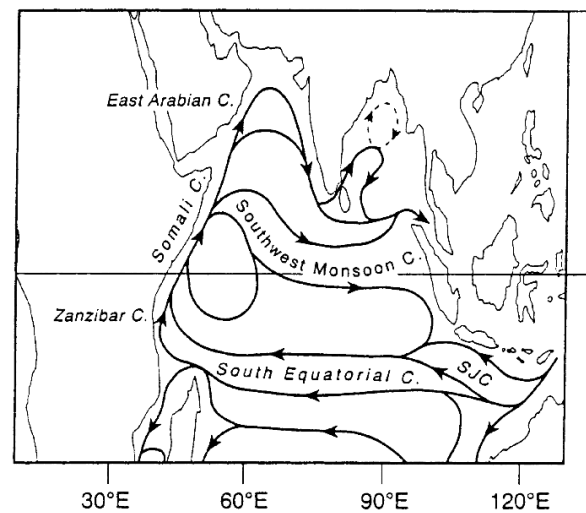 East Arabian C.
Somali C.
Southwest Monsoon C.
Zanzibar C.
SJC
South Equatorial C.
30°E 60°E 90°E 120°E